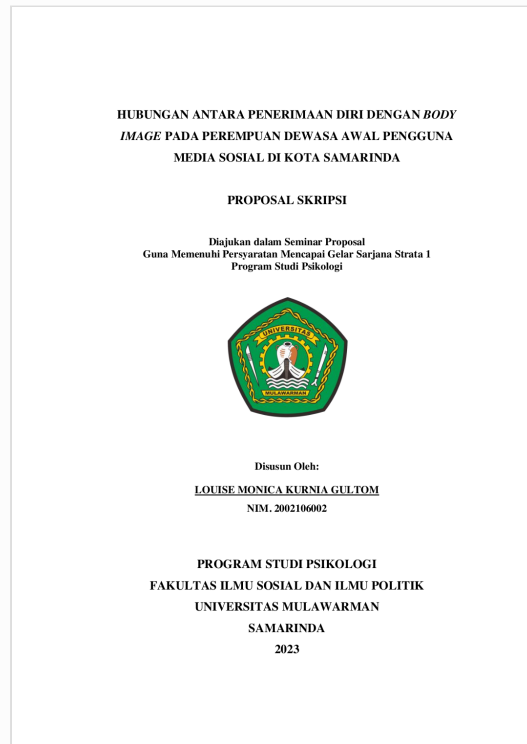 HUBUNGAN ANTARA PENERIMAAN DIRI DENGAN BODY
IMAGE PADA PEREMPUAN DEWASA AWAL PENGGUNA
MEDIA SOSIAL DI KOTA SAMARINDA
PROPOSAL SKRIPSI
Diajukan dalam Seminar Proposal
Guna Memenuhi Persyaratan Mencapai Gelar Sarjana Strata 1
Program Studi Psikologi
UNIVERSITAS
MULAWARMAN
Disusun Oleh:
LOUISE MONICA KURNIA GULTOM
NIM. 2002106002
PROGRAM STUDI PSIKOLOGI
FAKULTAS ILMU SOSIAL DAN ILMU POLITIK
UNIVERSITAS MULAWARMAN
SAMARINDA
2023